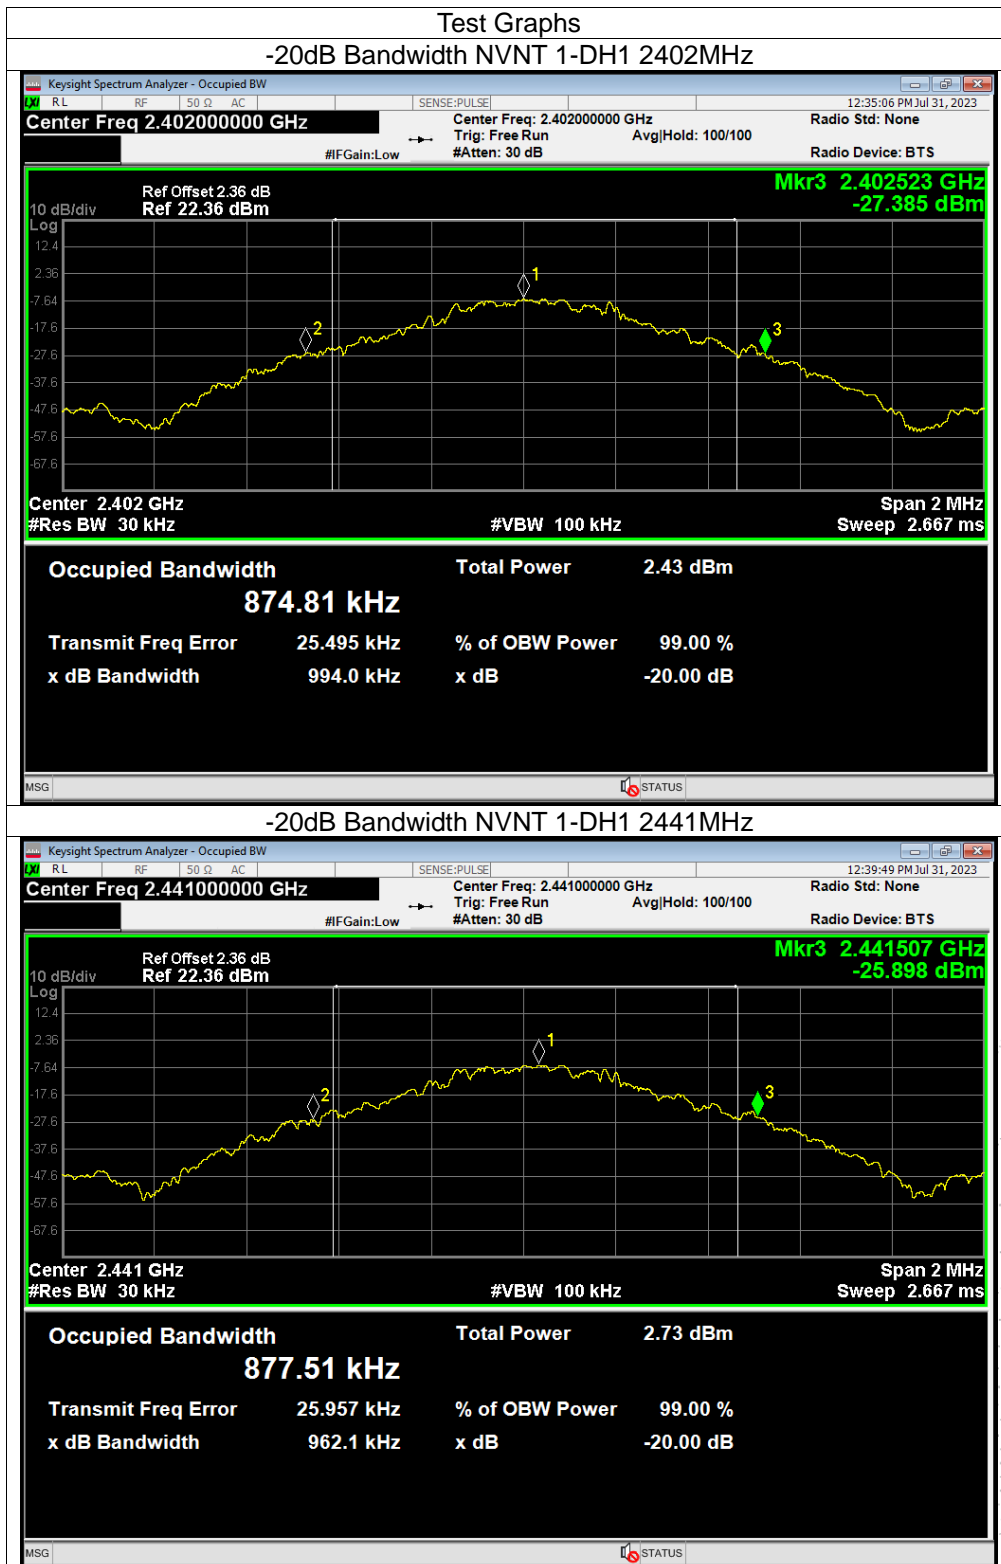 Test Graphs
-20dB Bandwidth NVNT 1-DH1 2402MHz
Keysight Spectrum Analyzer - Occupied BW
LXI RL RF 50 Ω AC SENSE:PULSE 12:35:06 PM Jul 31, 2023
Center Freq 2.402000000 GHz Center Freq: 2.402000000 GHz Radio Std: None
Trig: Free Run Avg|Hold: 100/100
#IFGain:Low #Atten: 30 dB Radio Device: BTS
Mkr3 2.402523 GHz
-27.385 dBm
Ref Offset 2.36 dB
10 dB/div Ref 22.36 dBm
Log
12.4
2.36
-7.64
-17.6
-27.6
-37.6
-47.6
-57.6
-67.6
1
2
3
Center 2.402 GHz Span 2 MHz
#Res BW 30 kHz #VBW 100 kHz Sweep 2.667 ms
Occupied Bandwidth Total Power 2.43 dBm
874.81 kHz
Transmit Freq Error 25.495 kHz % of OBW Power 99.00 %
x dB Bandwidth 994.0 kHz x dB -20.00 dB
MSG STATUS
-20dB Bandwidth NVNT 1-DH1 2441MHz
Keysight Spectrum Analyzer - Occupied BW
LXI RL RF 50 Ω AC SENSE:PULSE 12:39:49 PM Jul 31, 2023
Center Freq 2.441000000 GHz Center Freq: 2.441000000 GHz Radio Std: None
Trig: Free Run Avg|Hold: 100/100
#IFGain:Low #Atten: 30 dB Radio Device: BTS
Mkr3 2.441507 GHz
-25.898 dBm
Ref Offset 2.36 dB
10 dB/div Ref 22.36 dBm
Log
12.4
2.36
-7.64
-17.6
-27.6
-37.6
-47.6
-57.6
-67.6
1
2
3
Center 2.441 GHz Span 2 MHz
#Res BW 30 kHz #VBW 100 kHz Sweep 2.667 ms
Occupied Bandwidth Total Power 2.73 dBm
877.51 kHz
Transmit Freq Error 25.957 kHz % of OBW Power 99.00 %
x dB Bandwidth 962.1 kHz x dB -20.00 dB
MSG STATUS